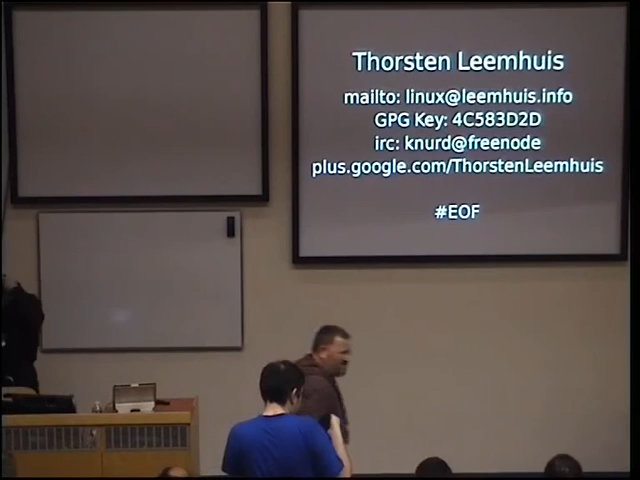 Thorsten Leemhuis
mailto: linux@leemhuis.info
GPG Key: 4C583D2D
irc: knurd@freenode
plus.google.com/ThorstenLeemhuis
#EOF